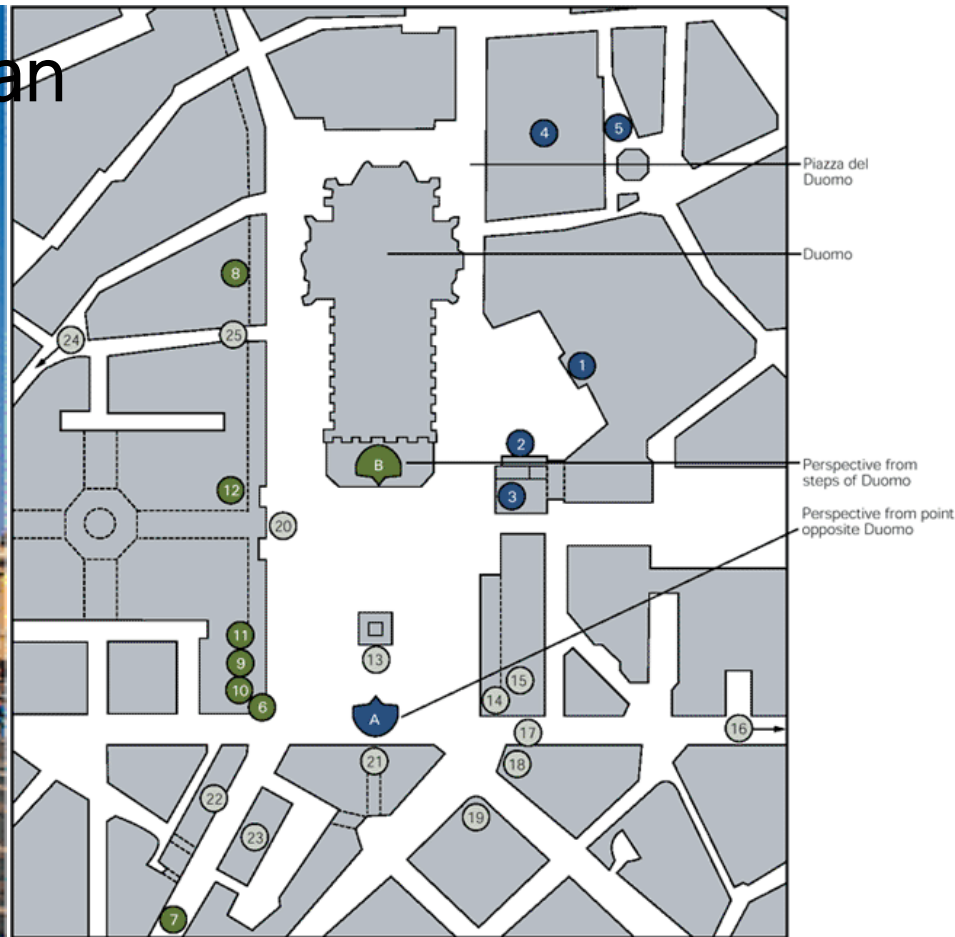 an
4
5
Piazza del
Duomo
Duomo
8
24
25
1
2
B
Perspective from
steps of Duomo
12
3
20
Perspective from point
opposite Duomo
11
13
9
10
6
15
14
A
17
16
21
18
22
19
23
7